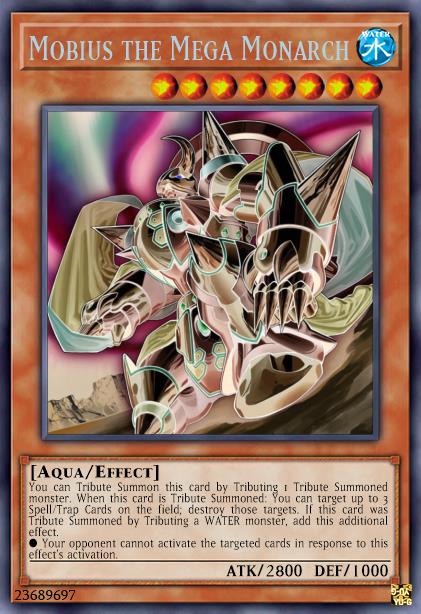 MOBIUS THE MEGA MONARCH
WATER
水
[AQUA/EFFECT]
You can Tribute Summon this card by Tributing 1 Tribute Summoned
monster. When this card is Tribute Summoned: You can target up to 3
Spell/Trap Cards on the field; destroy those targets. If this card was
Tribute Summoned by Tributing a WATER monster, add this additional
effect.
● Your opponent cannot activate the targeted cards in response to this
effect's activation.
ATK/2800 DEF/1000
23689697